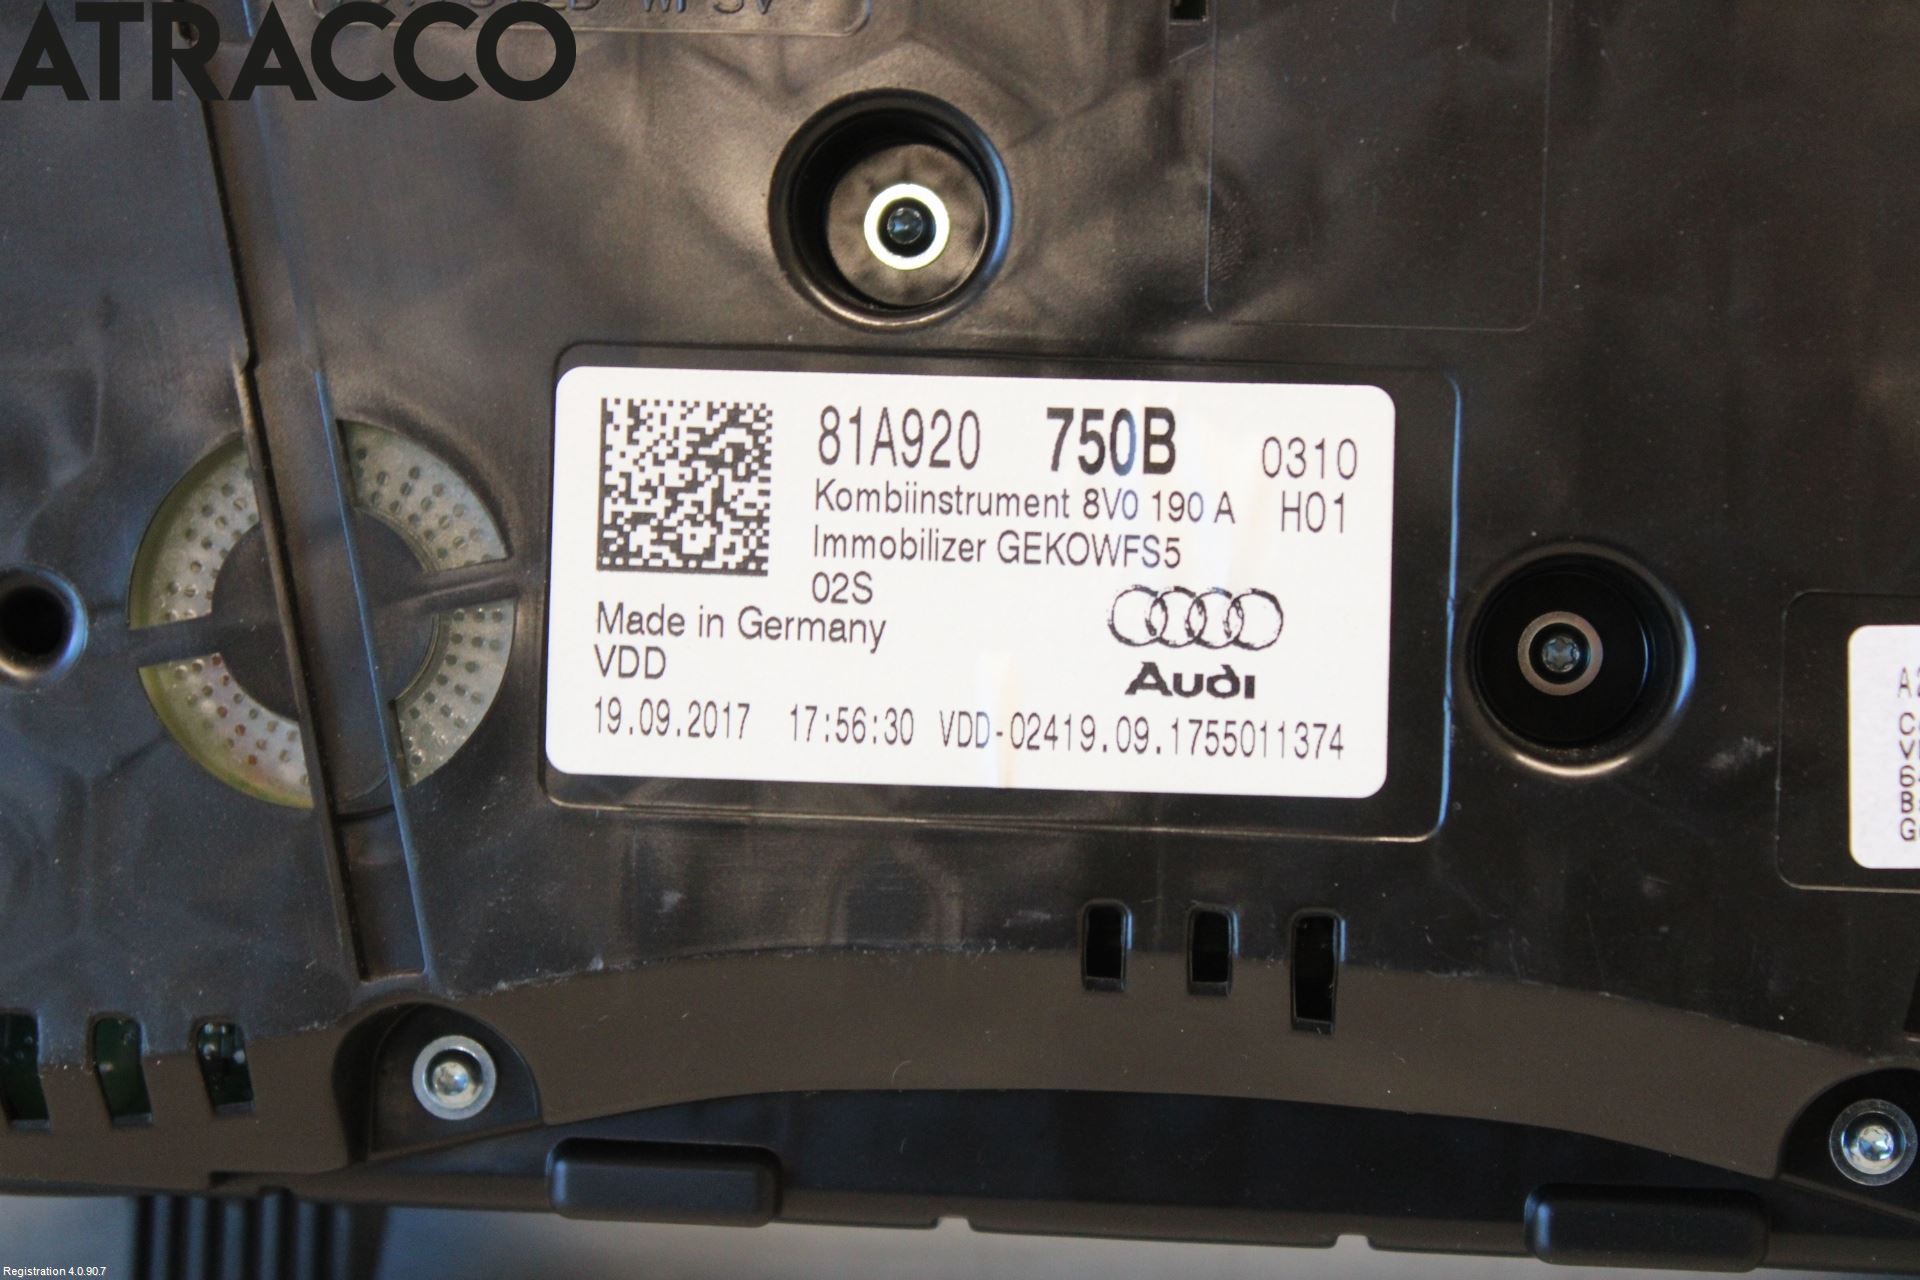 ATRACCO
81A920 750B 0310
Kombiinstrument 8V0 190 A H01
Immobilizer GEKOWFS5
02S
Made in Germany
VDD
Audi
19.09.2017 17:56:30 VDD-02419.09.1755011374
Registration 4.0.90.7